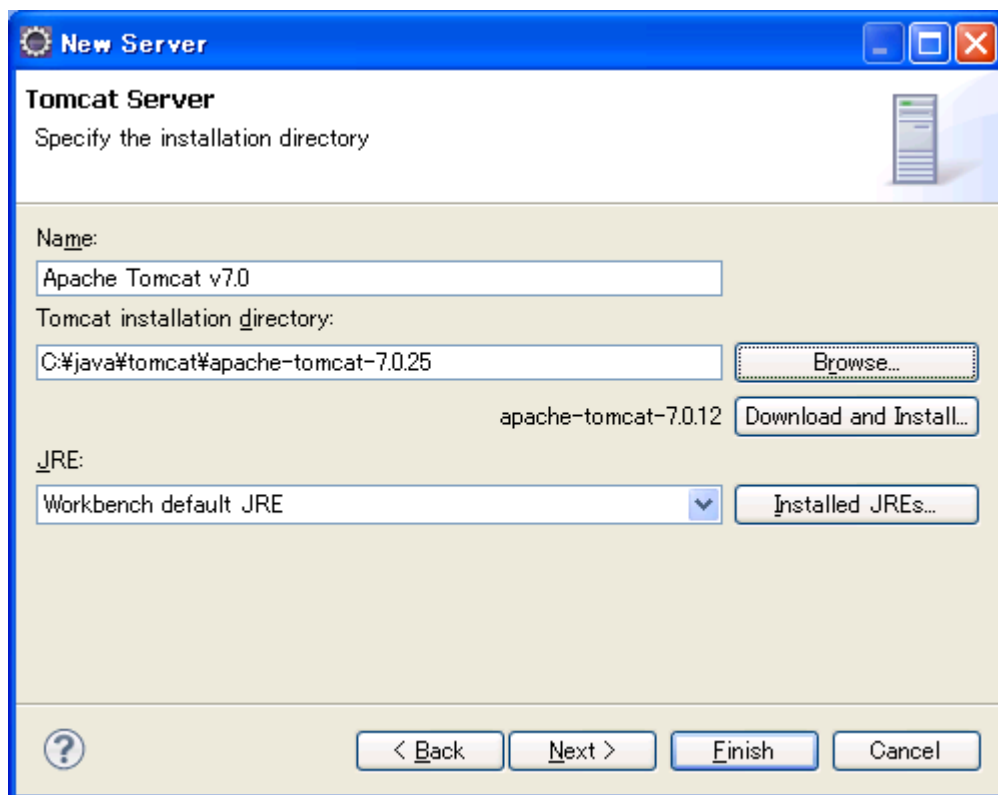 New Server
Tomcat Server
Specify the installation directory
Name:
Apache Tomcat v7.0
Tomcat installation directory:
C:¥java¥tomcat¥apache-tomcat-7.0.25
Browse...
apache-tomcat-7.0.12
Download and Install...
JRE:
Workbench default JRE
Installed JREs...
?
< Back
Next >
Finish
Cancel